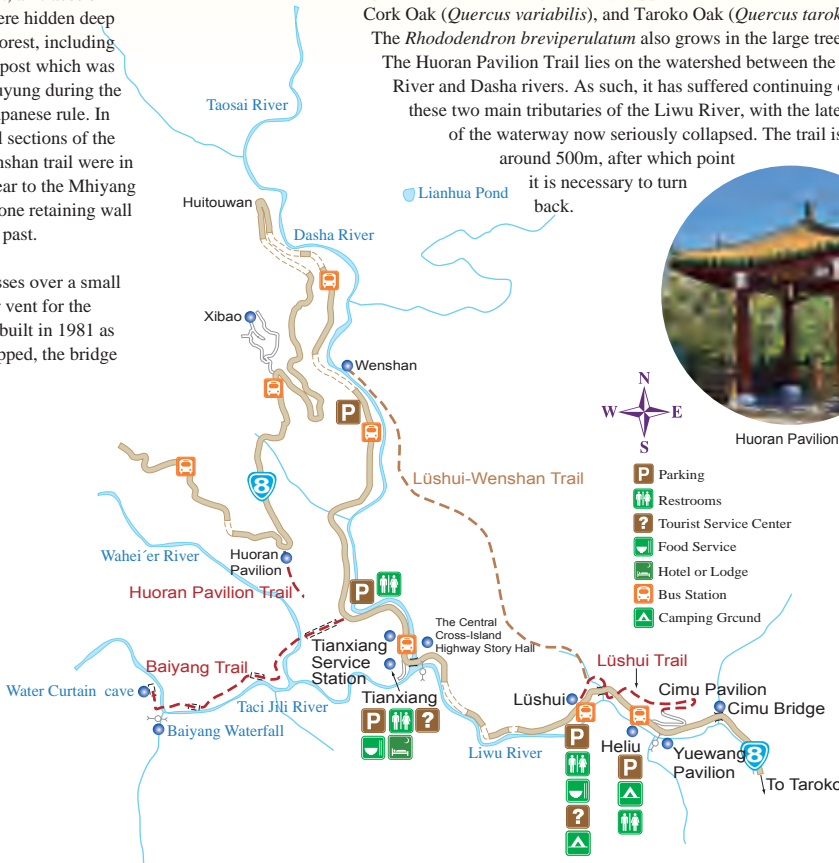 ere hidden deep
orest, including
post which was
uyung during the
apanese rule. In
l sections of the
enshan trail were in
ear to the Mhiyang
one retaining wall
past.
sses over a small
r vent for the
built in 1981 as
pped, the bridge
Cork Oak (Quercus variabilis), and Taroko Oak (Quercus tarok
The Rhododendron breviperulatum also grows in the large tree
The Huoran Pavilion Trail lies on the watershed between the
River and Dasha rivers. As such, it has suffered continuing
these two main tributaries of the Liwu River, with the late
of the waterway now seriously collapsed. The trail is
around 500m, after which point
it is necessary to turn
back.
Taosai River
Lianhua Pond
Huitouwan
Dasha River
Xibao
Wenshan
P
N
W E
S
Huoran Pavilion
Lüshui-Wenshan Trail
8
P Parking
Restrooms
? Tourist Service Center
Food Service
Hotel or Lodge
Bus Station
Camping Grcund
Wahei´er River
Huoran
Pavilion
Huoran Pavilion Trail
P
The Central
Cross-Island
Highway Story Hall
Tianxiang
Service
Station
Baiyang Trail
Lüshui Trail
Cimu Pavilion
Water Curtain cave
Taci Jili River
Tianxiang
Lüshui
Cimu Bridge
P ?
Baiyang Waterfall
Liwu River
P
?
Heliu
P
Yuewang
Pavilion
8
To Taroko